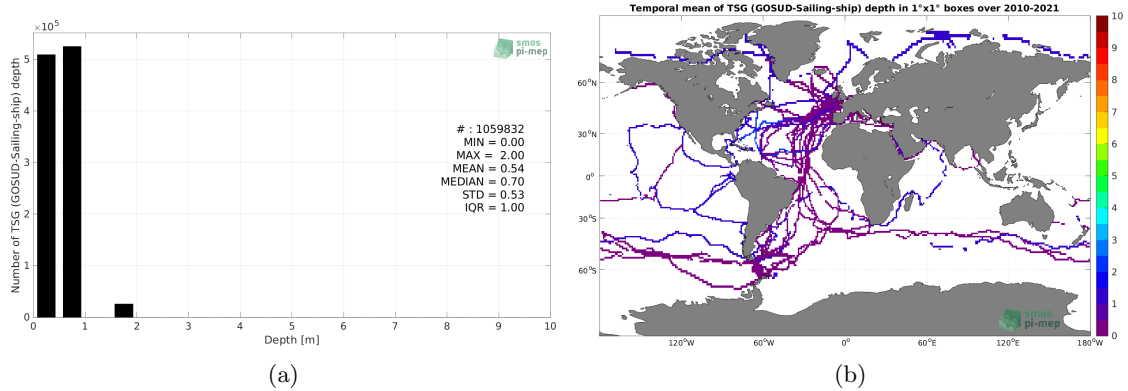 ×10⁵
5
4
3
2
1
0
Number of TSG (GOSUD-Sailing-ship) depth
smos
pi-mep
# : 1059832
MIN = 0.00
MAX = 2.00
MEAN = 0.54
MEDIAN = 0.70
STD = 0.53
IQR = 1.00
0 1 2 3 4 5 6 7 8 9 10
Depth [m]
(a)
Temporal mean of TSG (GOSUD-Sailing-ship) depth in 1°x1° boxes over 2010-2021
60°N
30°N
0°
30°S
60°S
120°W 60°W 0° 60°E 120°E 180°W
smos
pi-mep
10
9
8
7
6
5
4
3
2
1
0
(b)